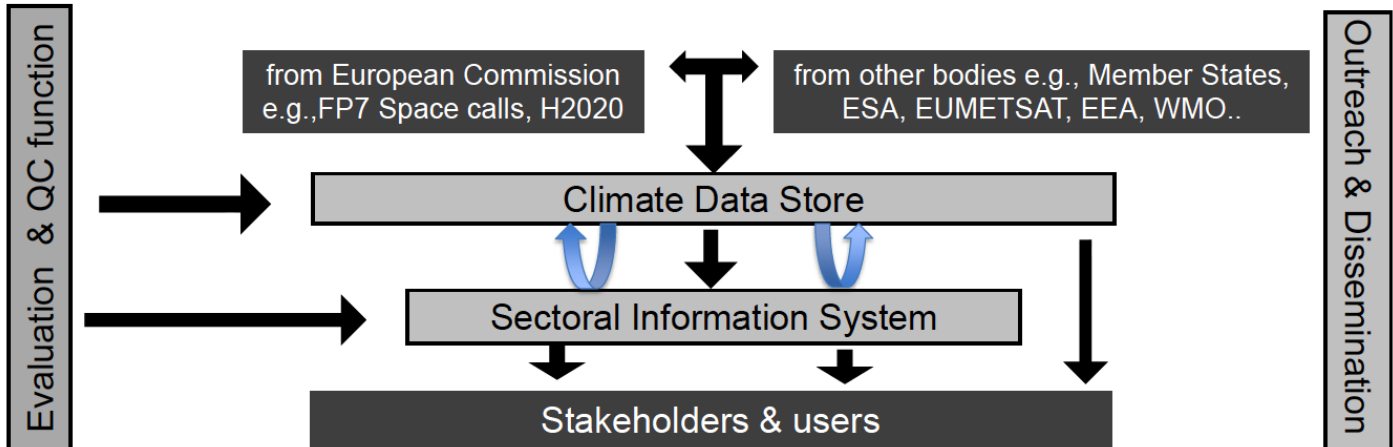 Evaluation & QC function
from European Commission
e.g.,FP7 Space calls, H2020
from other bodies e.g., Member States,
ESA, EUMETSAT, EEA, WMO..
Climate Data Store
Sectoral Information System
Stakeholders & users
Outreach & Dissemination